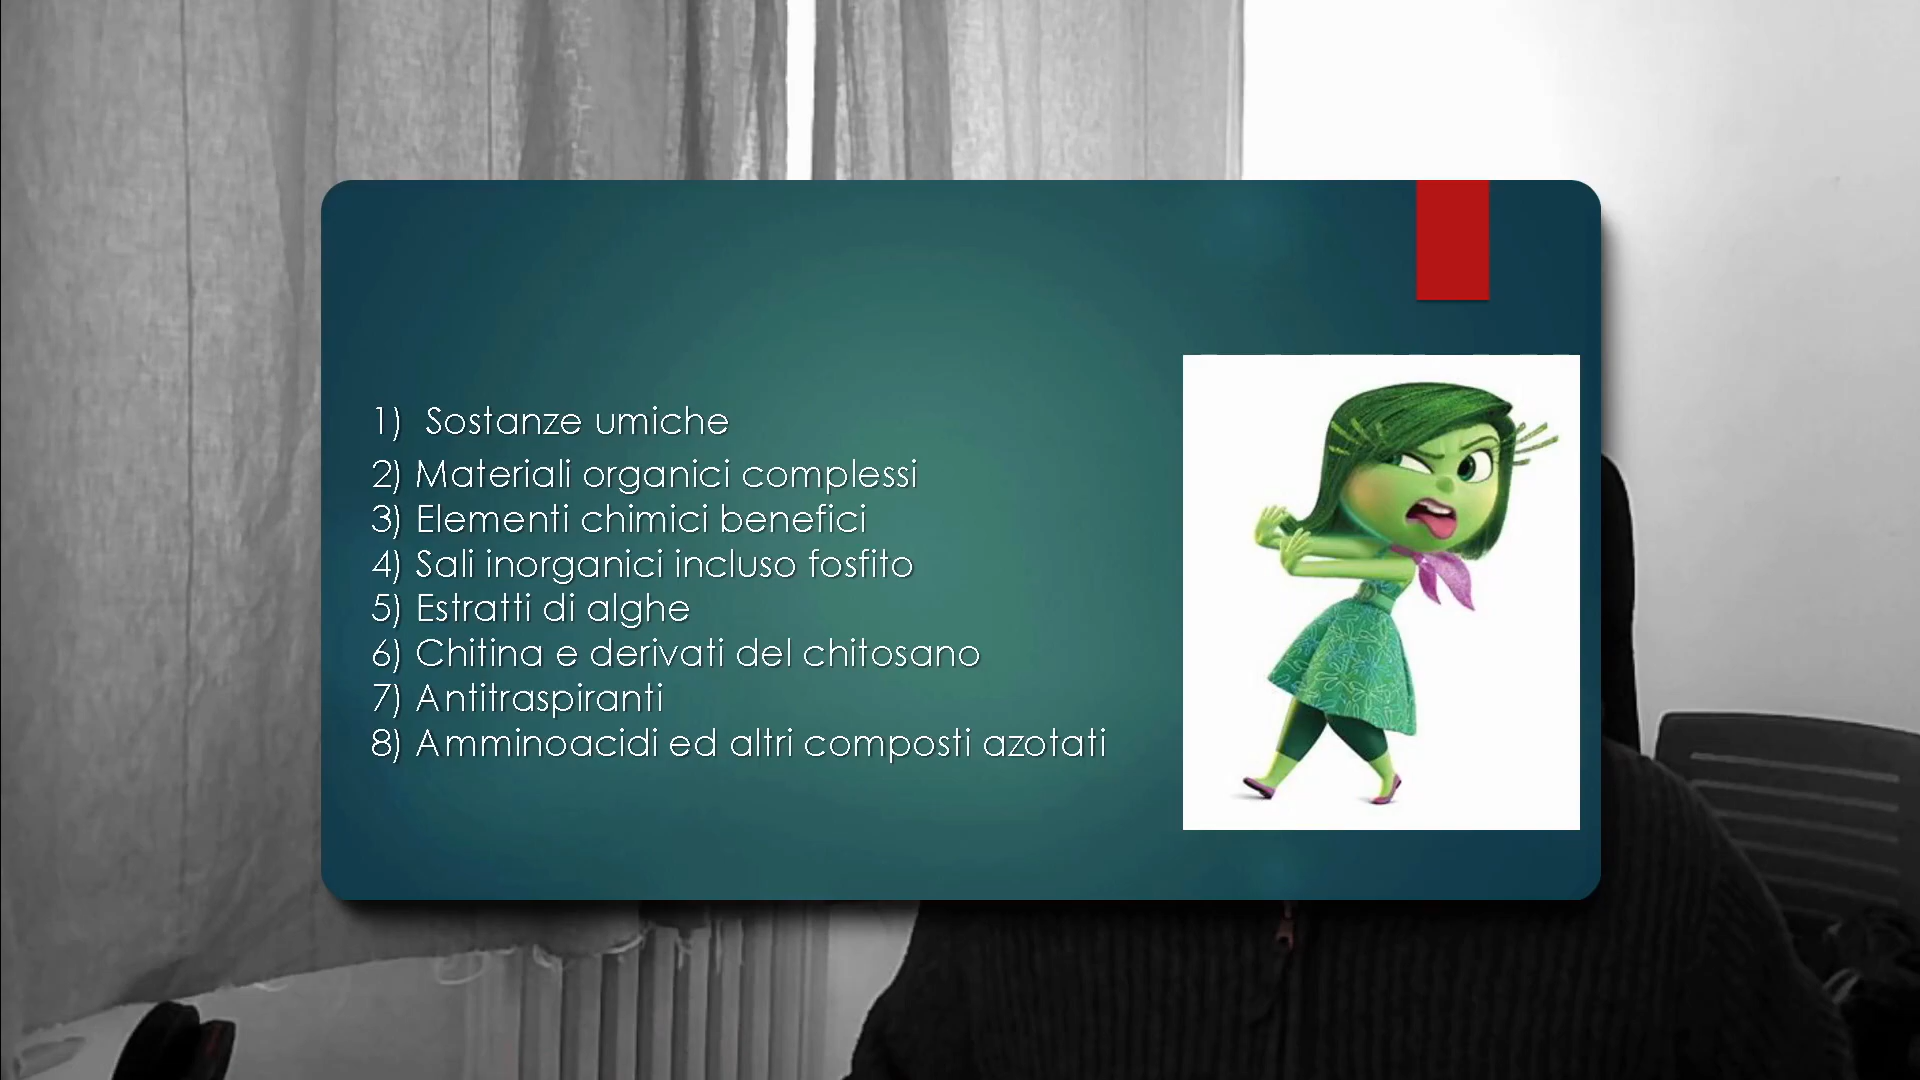 1) Sostanze umiche
2) Materiali organici complessi
3) Elementi chimici benefici
4) Sali inorganici incluso fosfito
5) Estratti di alghe
6) Chitina e derivati del chitosano
7) Antitraspiranti
8) Amminoacidi ed altri composti azotati